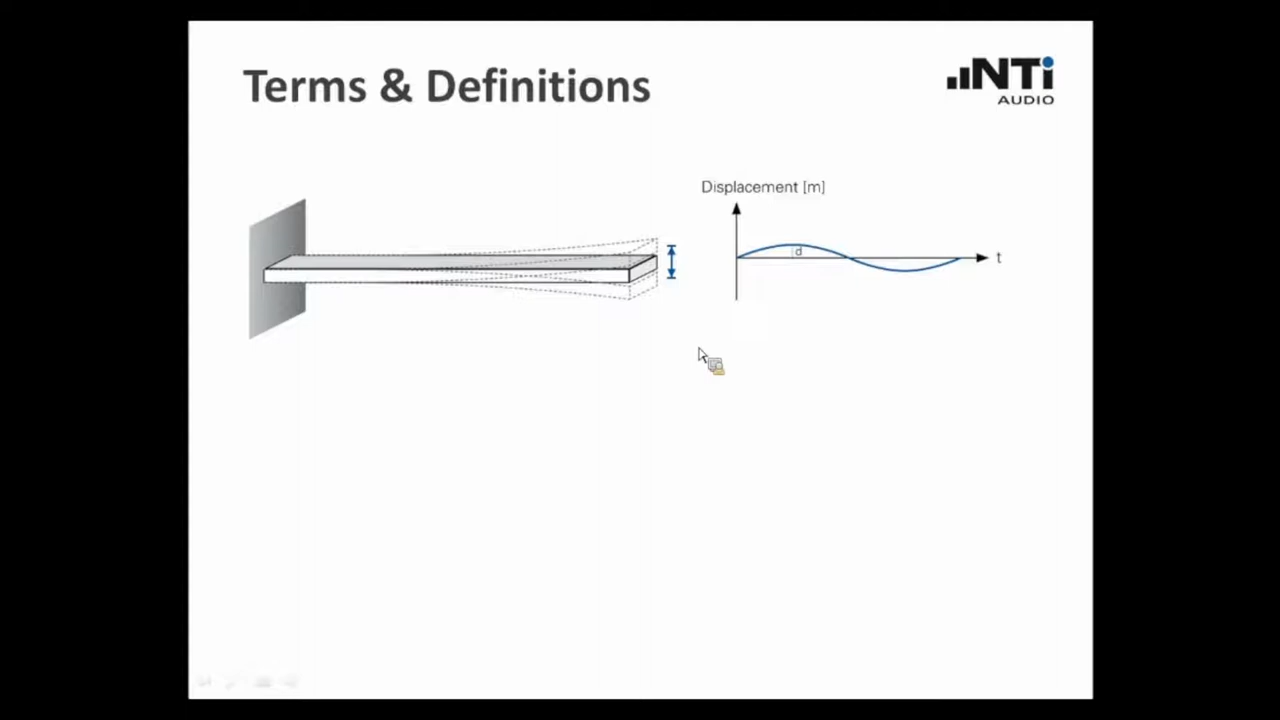 Terms & Definitions
NTi
AUDIO
Displacement [m]
d
t